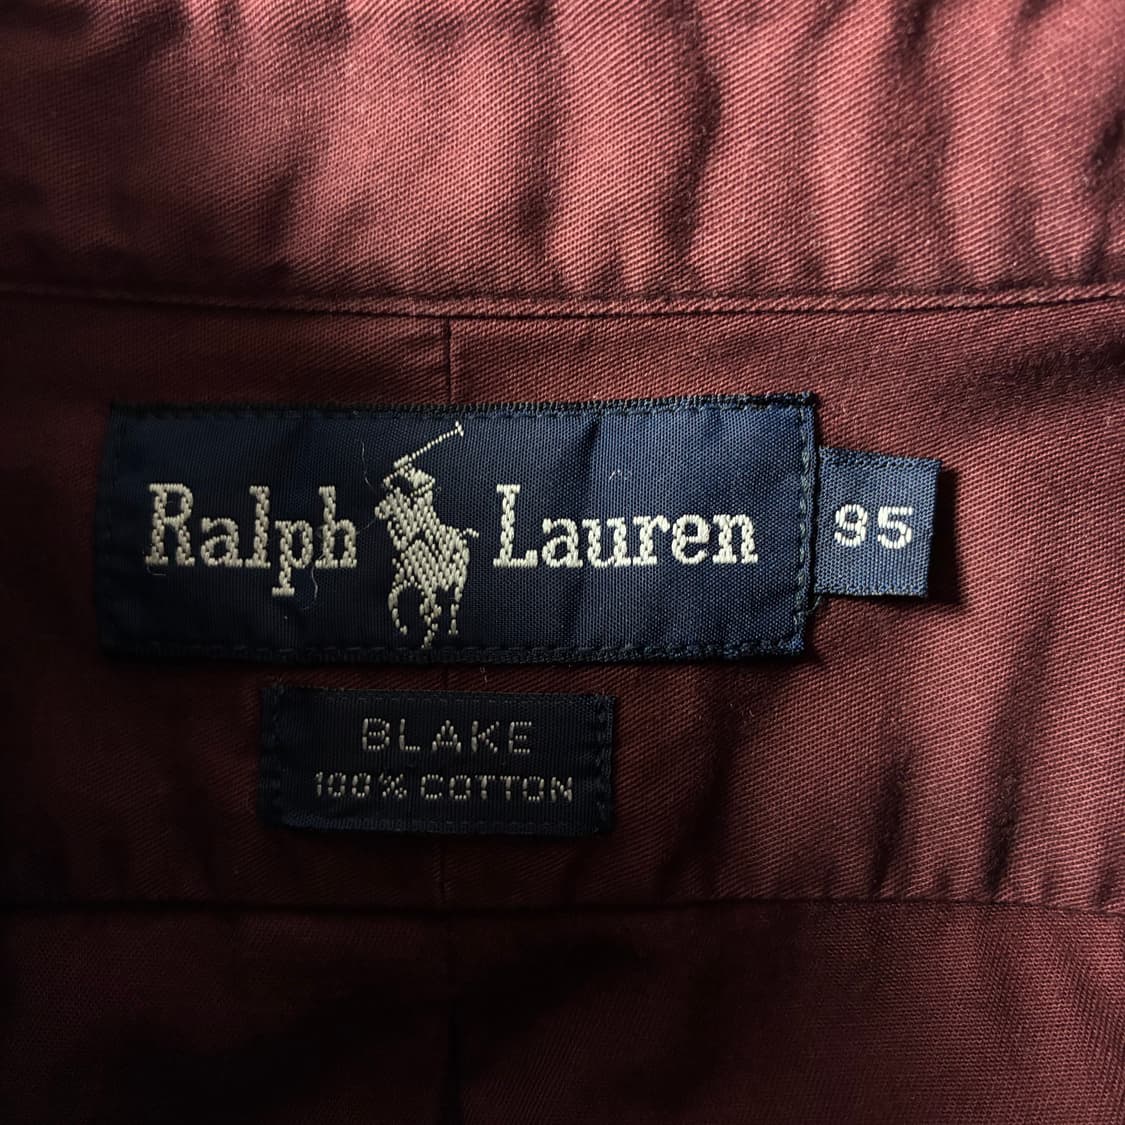 Ralph Lauren 95
BLAKE
100% COTTON